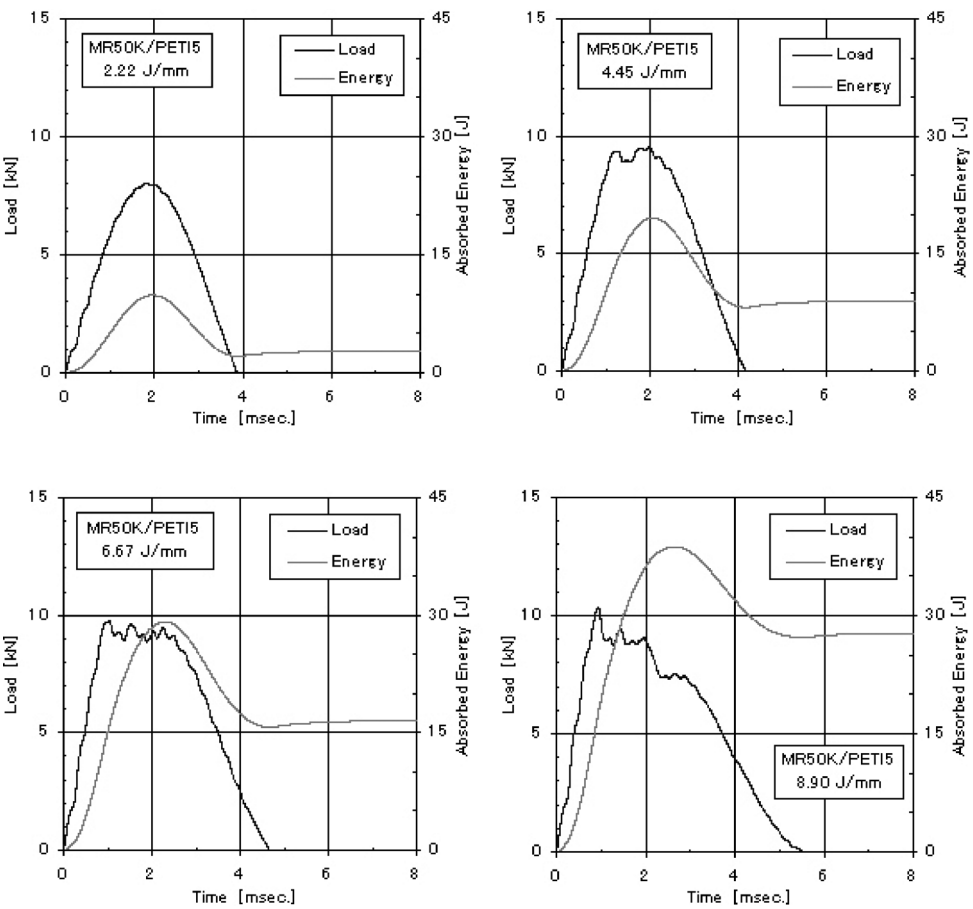 15
10
5
0
45
30
15
0
0 2 4 6 8
Load [kN]
Absorbed Energy [J]
Time [msec.]
MR50K/PETI5
2.22 J/mm
Load
Energy
15
10
5
0
45
30
15
0
0 2 4 6 8
Load [kN]
Absorbed Energy [J]
Time [msec.]
MR50K/PETI5
4.45 J/mm
Load
Energy
15
10
5
0
45
30
15
0
0 2 4 6 8
Load [kN]
Absorbed Energy [J]
Time [msec.]
MR50K/PETI5
6.67 J/mm
Load
Energy
15
10
5
0
45
30
15
0
0 2 4 6 8
Load [kN]
Absorbed Energy [J]
Time [msec.]
Load
Energy
MR50K/PETI5
8.90 J/mm